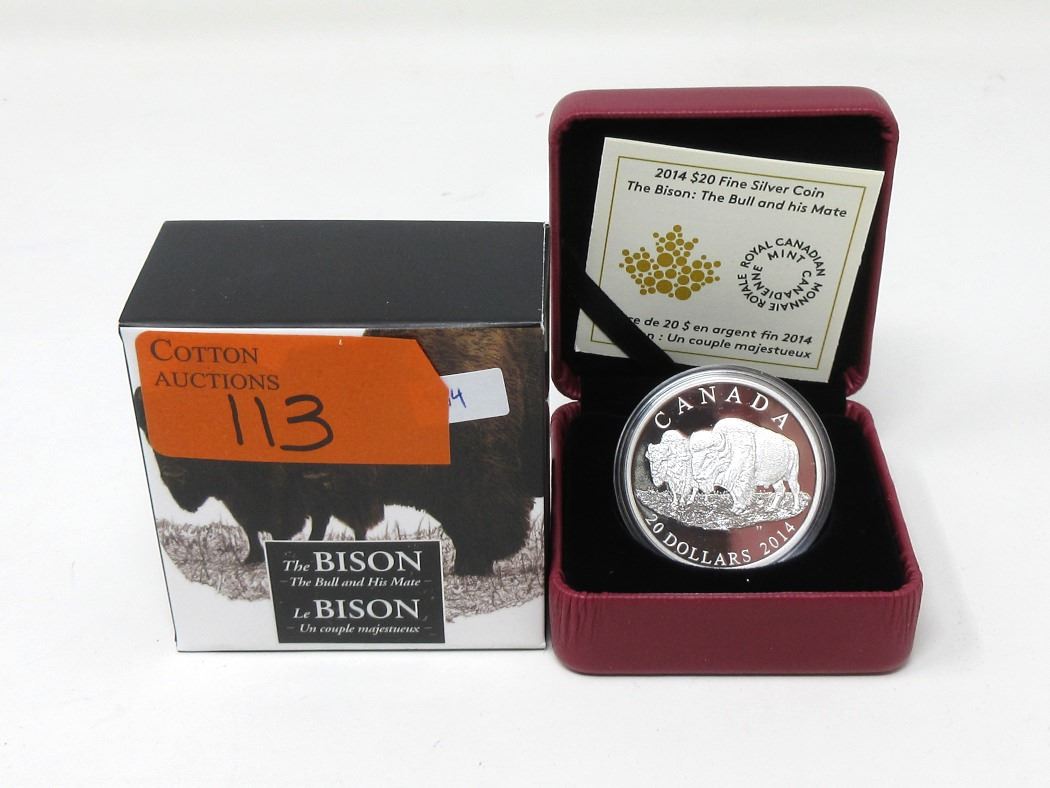 COTTON
AUCTIONS
113
The BISON
The Bull and His Mate
Le BISON
Un couple majestueux
2014 $20 Fine Silver Coin
The Bison: The Bull and his Mate
ROYAL CANADIAN MINT
MONNAIE ROYALE CANADIENNE
de 20 $ en argent fin 2014
: Un couple majestueux
CANADA
20 DOLLARS 2014